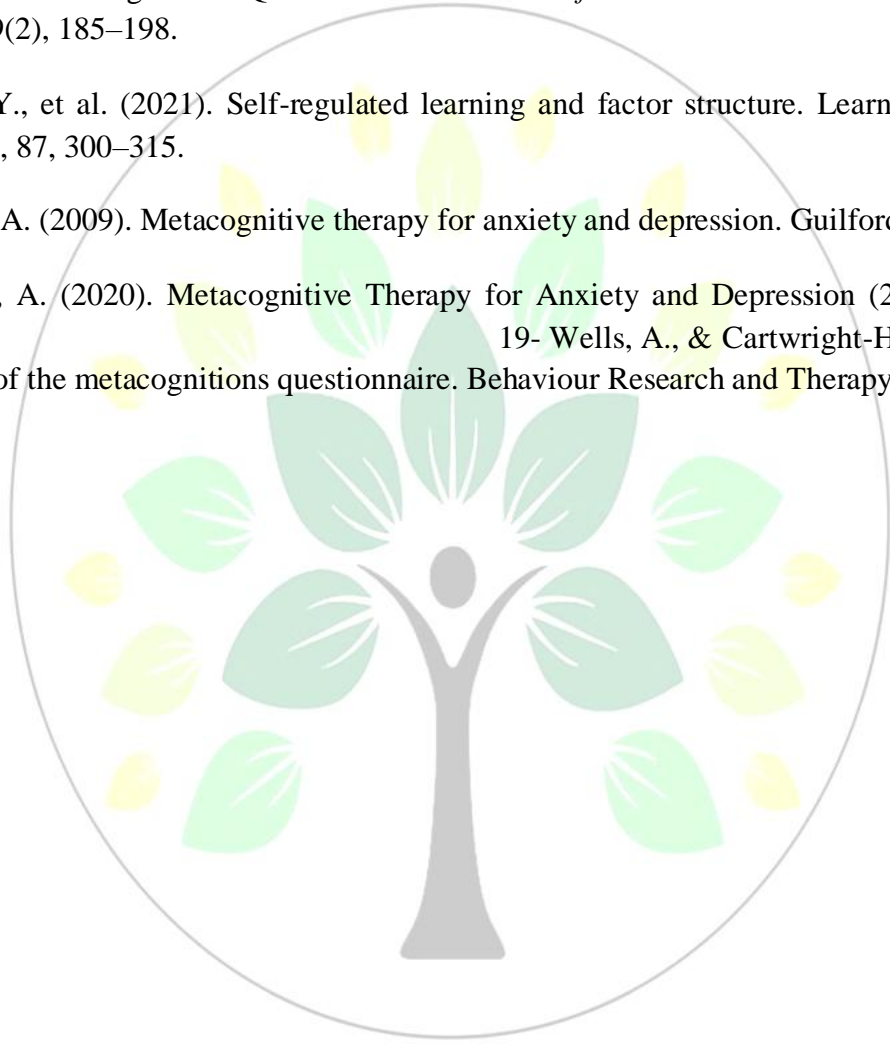 9(2), 185–198.
Y., et al. (2021). Self-regulated learning and factor structure. Learn
, 87, 300–315.
A. (2009). Metacognitive therapy for anxiety and depression. Guilford
, A. (2020). Metacognitive Therapy for Anxiety and Depression (2
19- Wells, A., & Cartwright-H
of the metacognitions questionnaire. Behaviour Research and Therapy